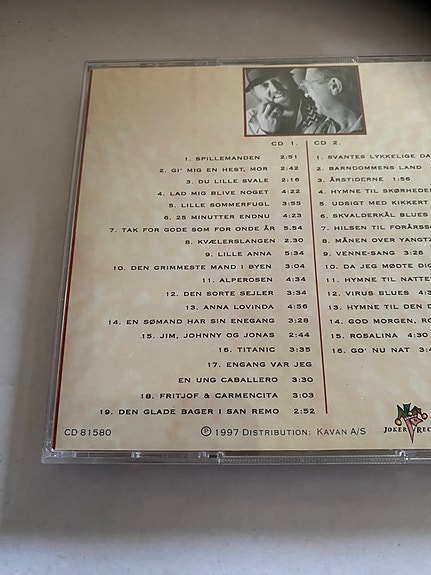 CD 1.
1. SPILLEMANDEN 2:51
2. GI' MIG EN HEST, MOR 2:42
3. DU LILLE SVALE 2:16
4. LAD MIG BLIVE NOGET 4:22
5. LILLE SOMMERFUGL 3:55
6. 25 MINUTTER ENDNU 4:23
7. TAK FOR GODE SOM FOR ONDE ÅR 5.54
8. KVÆLERSLANGEN 2.30
9. LILLE ANNA 5:34
10. DEN GRIMMESTE MAND I BYEN 3:04
11. ALPEROSEN 4:34
12. DEN SORTE SEJLER 3:34
13. ANNA LOVINDA 4:56
14. EN SØMAND HAR SIN ENEGANG 3:28
15. JIM, JOHNY OG JONAS 2:44
16. TITANIC 3:35
17. ENGANG VAR JEG
EN UNG CABALLERO 3:30
18. FRITJOF & CARMENCITA 3:03
19. DEN GLADE BAGER I SAN REMO 2:52
CD 2.
1. SVANTES LYKKELIGE DA
2. BARNDOMMENS LAND
3. ÅRSTIDERNE 1:56
4. HYMNE TIL SKØRHEDE
5. UDSIGT MED KIKKERT
6. SKVALDERKÅL BLUES
7. HILSEN TIL FORÅRSS
8. MÅNEN OVER YANGTZ
9. VENNE-SANG 3:26
10. DA JEG MØDTE DIG
11. HYMNE TIL NATTE
12. VIRUS BLUES 4
13. HYMNE TIL DEN D
14. GOD MORGEN, RO
15. ROSALINA 4:30
16. GO' NU NAT 4
CD 81580
Ⓟ 1997 DISTRIBUTION: KAVAN A/S
JOKER REC